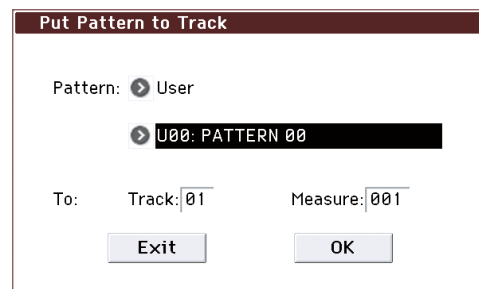 Put Pattern to Track
Pattern: User
U00: PATTERN 00
To: Track: 01 Measure: 001
Exit OK